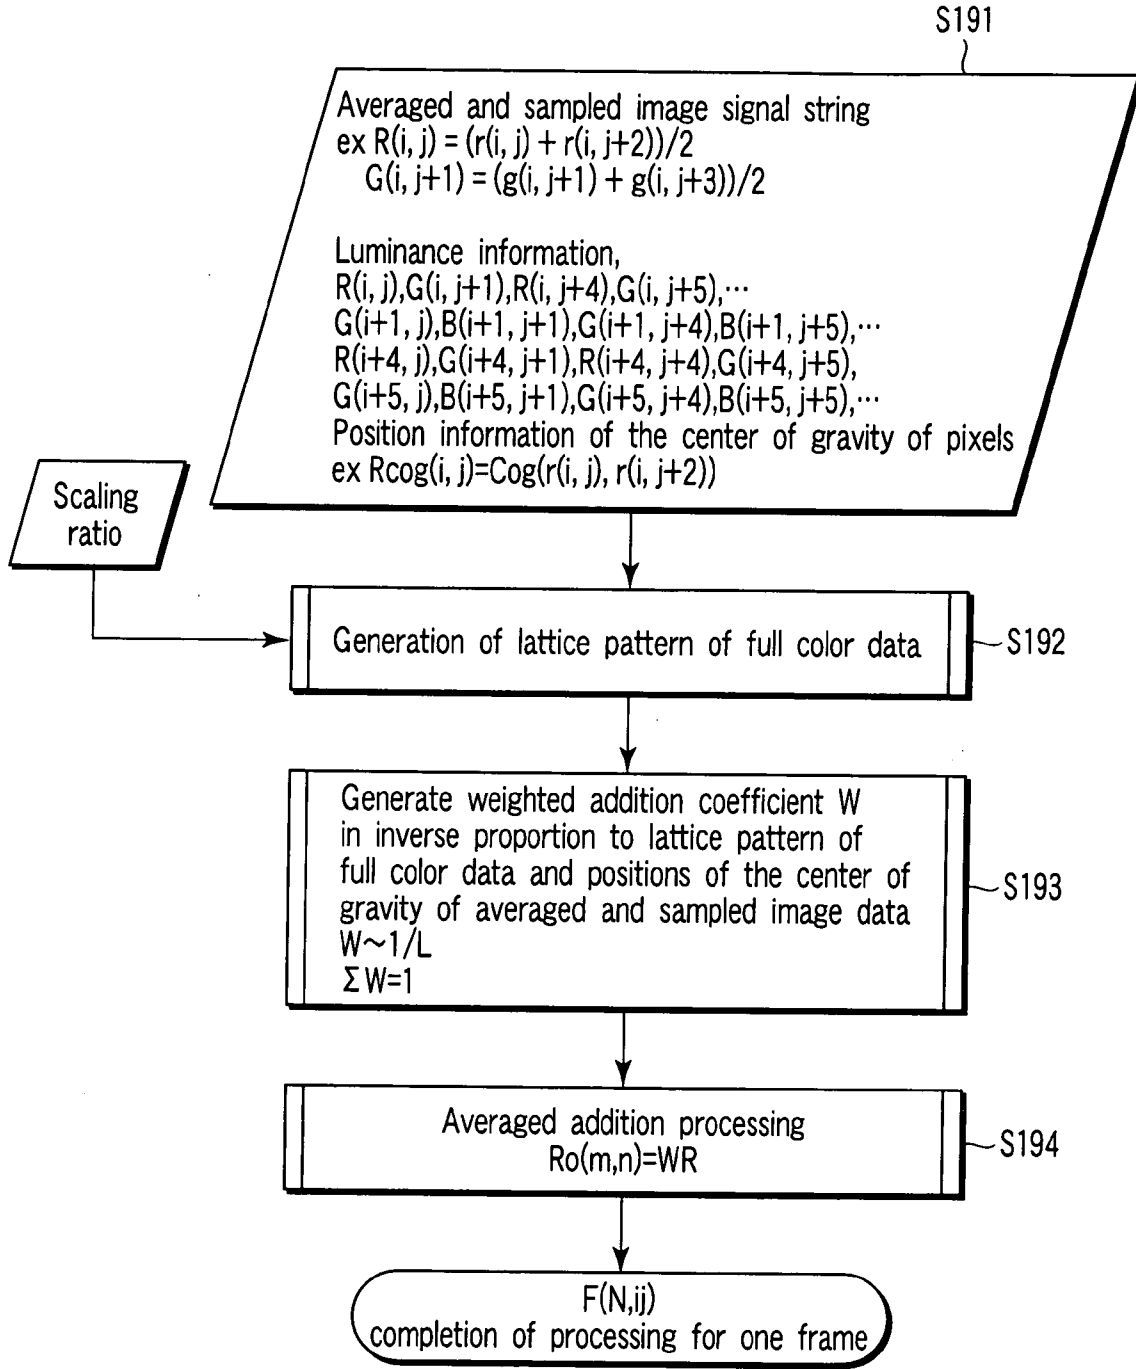 S191
Averaged and sampled image signal string
ex R(i, j) = (r(i, j) + r(i, j+2))/2
G(i, j+1) = (g(i, j+1) + g(i, j+3))/2
Luminance information,
R(i, j),G(i, j+1),R(i, j+4),G(i, j+5),···
G(i+1, j),B(i+1, j+1),G(i+1, j+4),B(i+1, j+5),···
R(i+4, j),G(i+4, j+1),R(i+4, j+4),G(i+4, j+5),
G(i+5, j),B(i+5, j+1),G(i+5, j+4),B(i+5, j+5),···
Position information of the center of gravity of pixels
ex Rcog(i, j)=Cog(r(i, j), r(i, j+2))
Scaling
ratio
Generation of lattice pattern of full color data
S192
Generate weighted addition coefficient W
in inverse proportion to lattice pattern of
full color data and positions of the center of
gravity of averaged and sampled image data
W~1/L
ΣW=1
S193
Averaged addition processing
Ro(m,n)=WR
S194
F(N,ij)
completion of processing for one frame